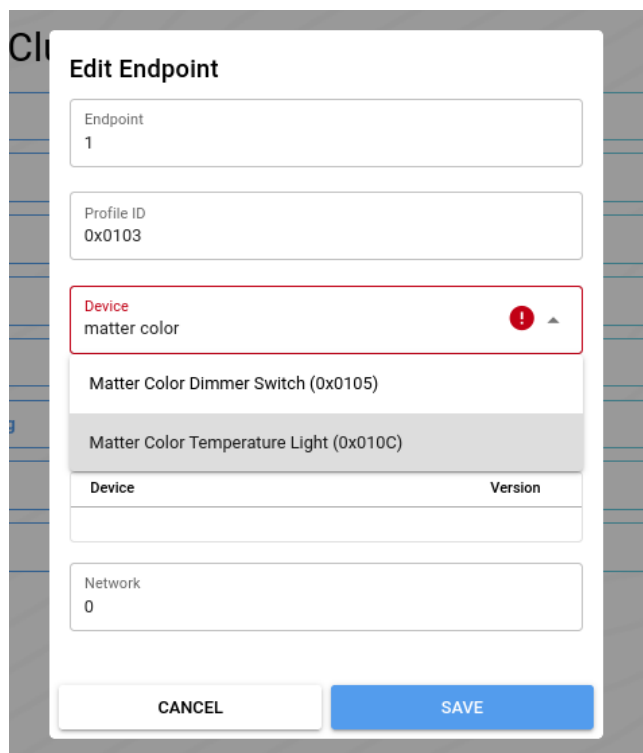 Clu
Edit Endpoint
Endpoint
1
Profile ID
0x0103
Device
matter color
Matter Color Dimmer Switch (0x0105)
Matter Color Temperature Light (0x010C)
Device Version
g
Network
0
CANCEL SAVE